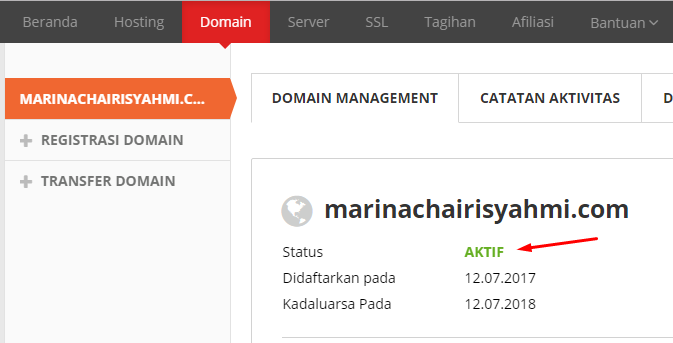 Beranda Hosting Domain Server SSL Tagihan Afiliasi Bantuan
MARINACHAIRISYAHMI.C...
REGISTRASI DOMAIN
TRANSFER DOMAIN
DOMAIN MANAGEMENT CATATAN AKTIVITAS D
marinachairisyahmi.com
Status AKTIF
Didaftarkan pada 12.07.2017
Kadaluarsa Pada 12.07.2018